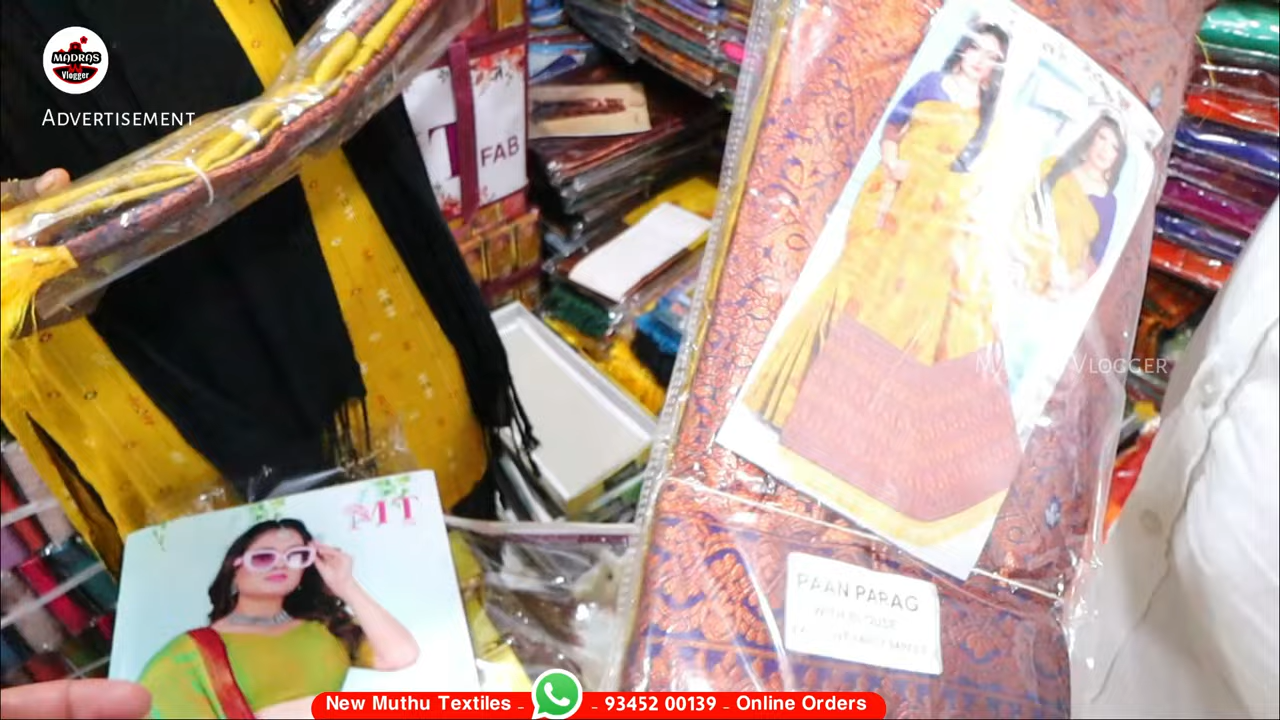 MADRAS
Vlogger
ADVERTISEMENT
FAB
VLOGGER
MT
PAAN PARAG
WITH BLOUSE
New Muthu Textiles - - 93452 00139 - Online Orders